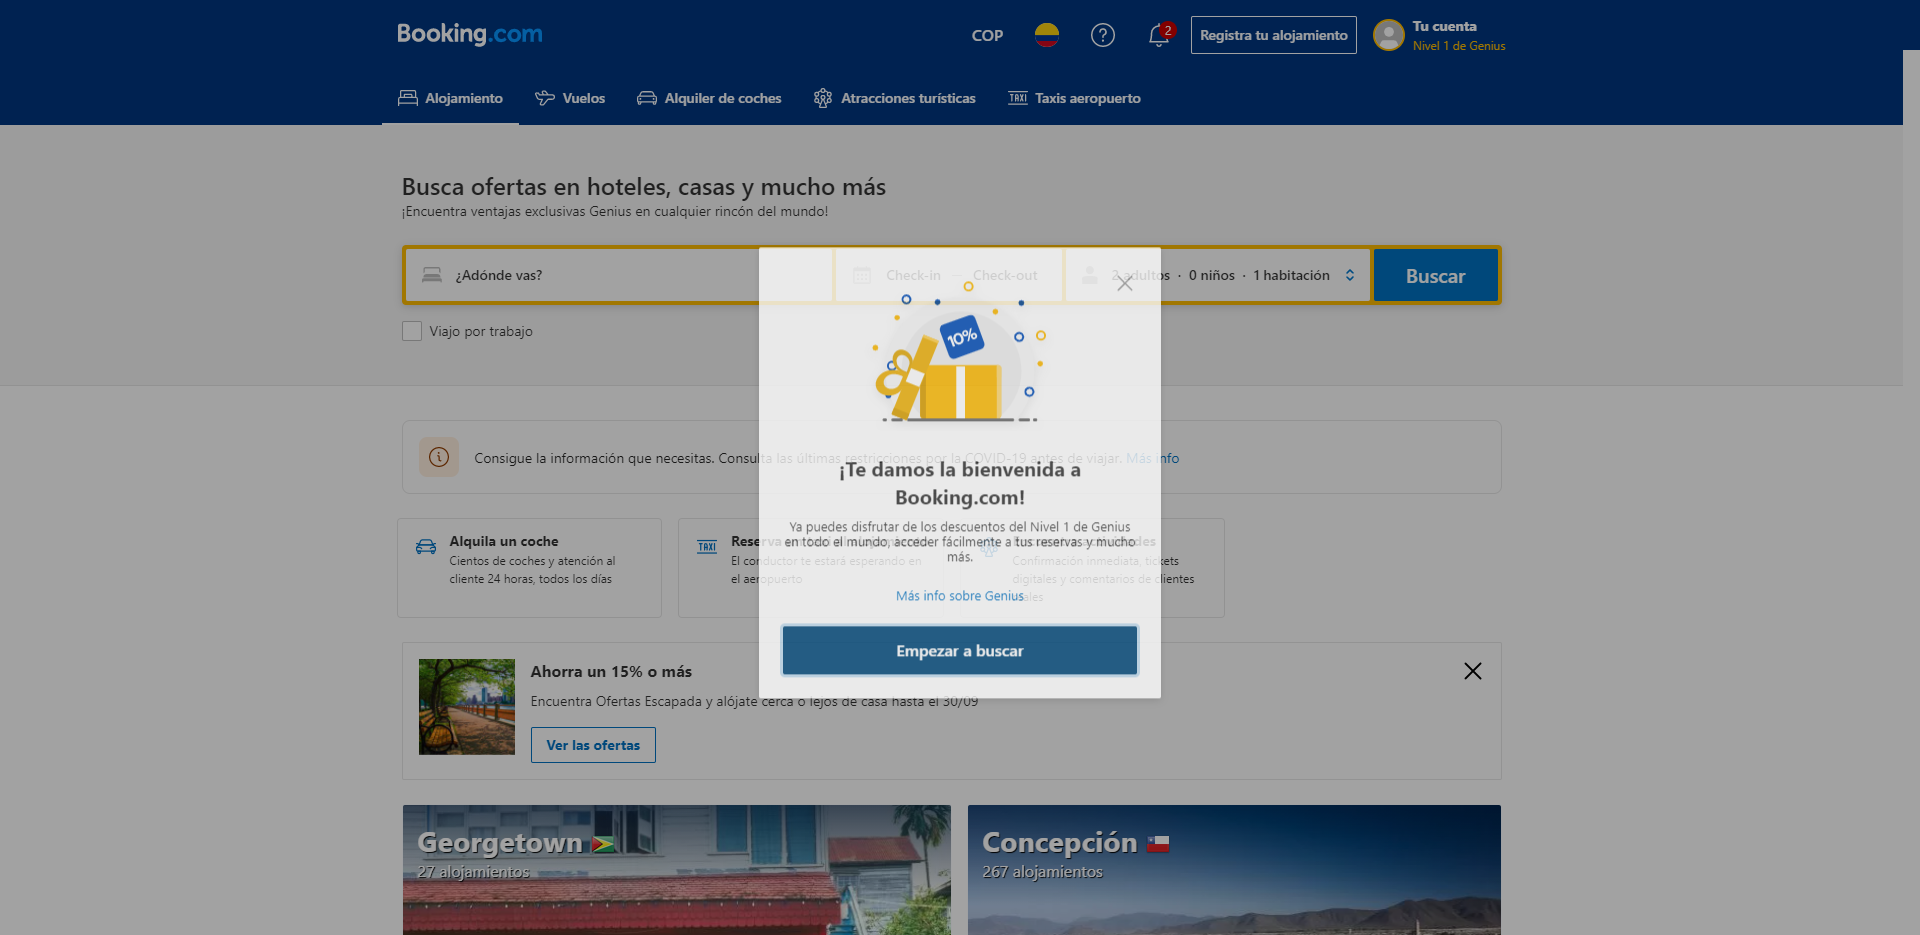 Booking.com
COP
2
Registra tu alojamiento
Tu cuenta
Nivel 1 de Genius
Alojamiento
Vuelos
Alquiler de coches
Atracciones turísticas
TAXI Taxis aeropuerto
Busca ofertas en hoteles, casas y mucho más
¡Encuentra ventajas exclusivas Genius en cualquier rincón del mundo!
¿Adónde vas?
Check-in — Check-out
2 adultos · 0 niños · 1 habitación
Buscar
Viajo por trabajo
10%
Consigue la información que necesitas. Consulta las últimas restricciones por la COVID-19 antes de viajar. Más info
¡Te damos la bienvenida a
Booking.com!
Ya puedes disfrutar de los descuentos del Nivel 1 de Genius
en todo el mundo, acceder fácilmente a tus reservas y mucho
más.
Más info sobre Genius
Empezar a buscar
Alquila un coche
Cientos de coches y atención al
cliente 24 horas, todos los días
TAXI
Reserva
El conductor te estará esperando en
el aeropuerto
Confirmación inmediata, tickets
digitales y comentarios de clientes
reales
Ahorra un 15% o más
Encuentra Ofertas Escapada y alójate cerca o lejos de casa hasta el 30/09
Ver las ofertas
Georgetown
27 alojamientos
Concepción
267 alojamientos